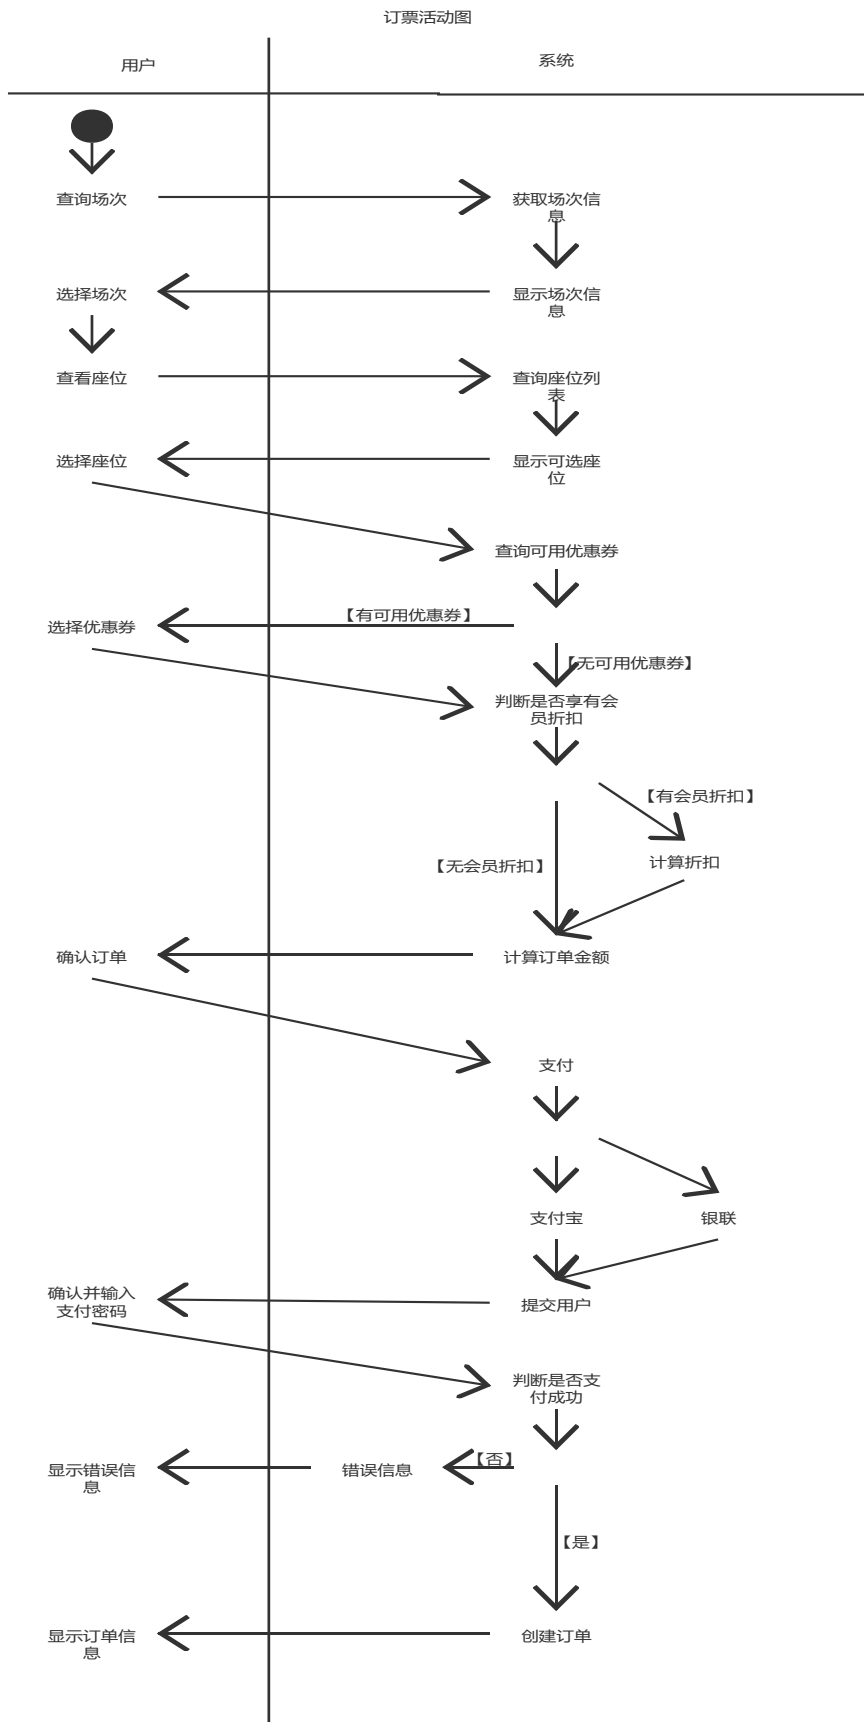 订票活动图
用户
系统
查询场次
获取场次信
息
选择场次
显示场次信
息
查看座位
查询座位列
表
选择座位
显示可选座
位
查询可用优惠券
【有可用优惠券】
选择优惠券
【无可用优惠券】
判断是否享有会
员折扣
【有会员折扣】
【无会员折扣】
计算折扣
确认订单
计算订单金额
支付
支付宝
银联
确认并输入
支付密码
提交用户
判断是否支
付成功
【否】
显示错误信
息
错误信息
【是】
显示订单信
息
创建订单